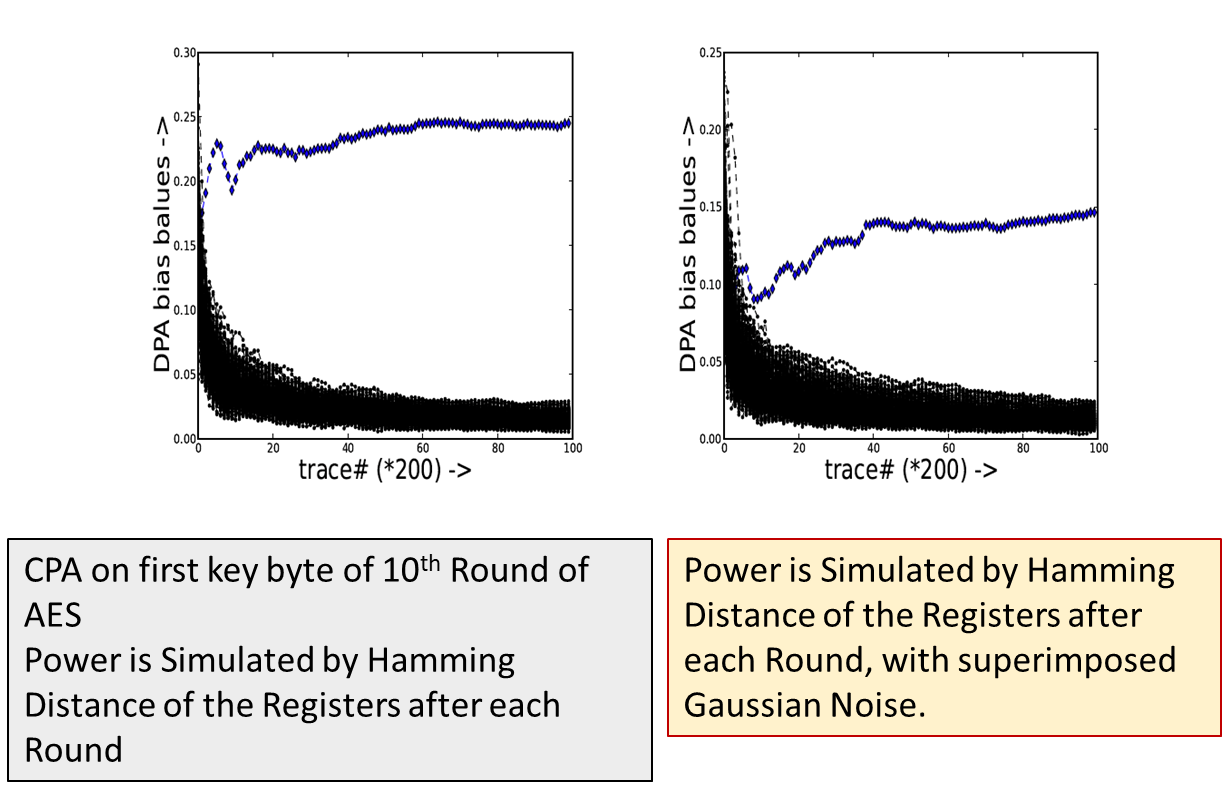 0.30
0.25
0.20
0.15
0.10
0.05
0.00
0
20
40
60
80
100
DPA bias balues ->
trace# (*200) ->
0.25
0.20
0.15
0.10
0.05
0.00
0
20
40
60
80
100
DPA bias balues ->
trace# (*200) ->
CPA on first key byte of 10th Round of
AES
Power is Simulated by Hamming
Distance of the Registers after each
Round
Power is Simulated by Hamming
Distance of the Registers after
each Round, with superimposed
Gaussian Noise.